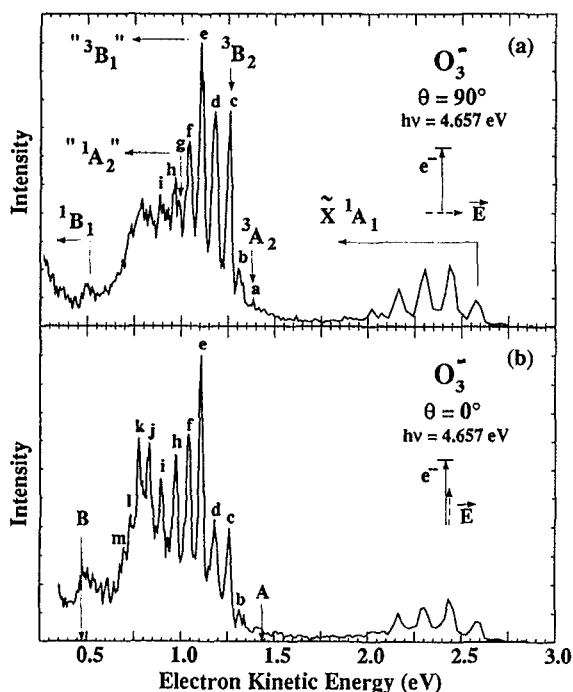 (a)
" ³B₁"
e
³B₂
O₃⁻
θ = 90°
hν = 4.657 eV
d
c
" ¹A₂"
f
g
h
i
e⁻
E
¹B₁
³A₂
X̃ ¹A₁
b
a
Intensity
(b)
e
O₃⁻
θ = 0°
hν = 4.657 eV
k
j
f
h
i
e⁻
E
d
c
l
B
m
A
b
Intensity
0.5 1.0 1.5 2.0 2.5 3.0
Electron Kinetic Energy (eV)